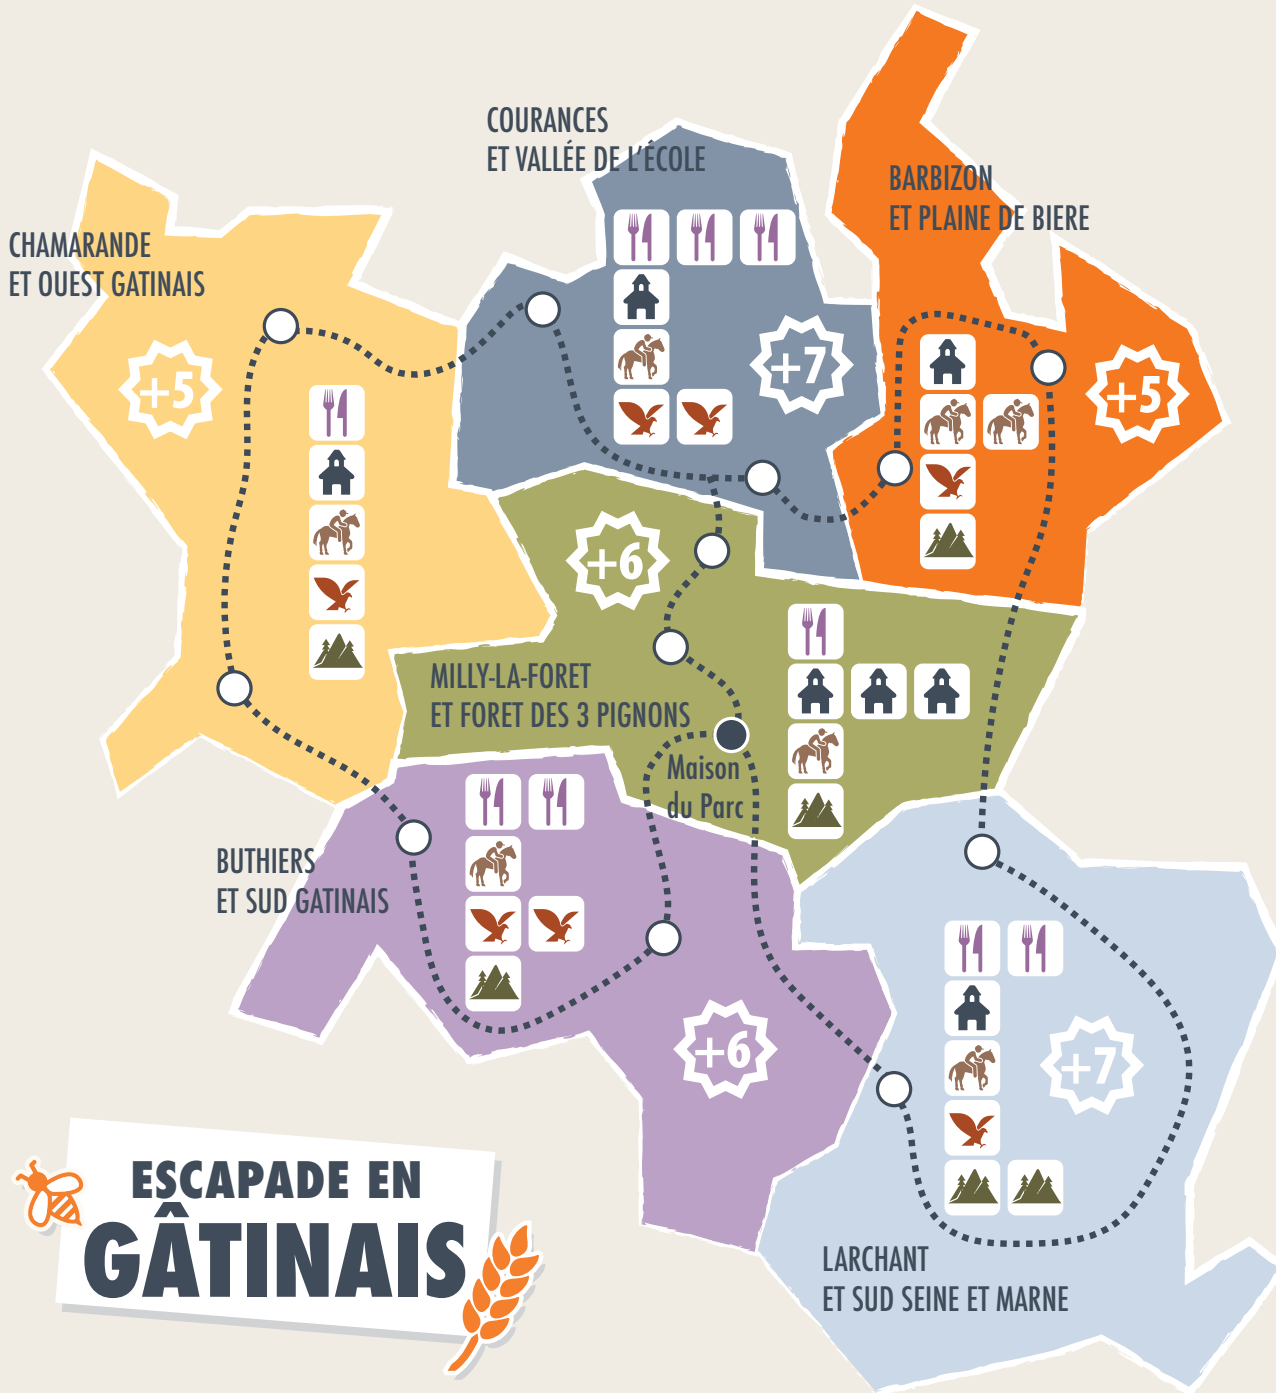 COURANCES
ET VALLÉE DE L'ÉCOLE
BARBIZON
ET PLAINE DE BIERE
CHAMARANDE
ET OUEST GATINAIS
+5
+7
+5
+6
MILLY-LA-FORET
ET FORET DES 3 PIGNONS
Maison
du Parc
BUTHIERS
ET SUD GATINAIS
+6
+7
LARCHANT
ET SUD SEINE ET MARNE
ESCAPADE EN
GÂTINAIS